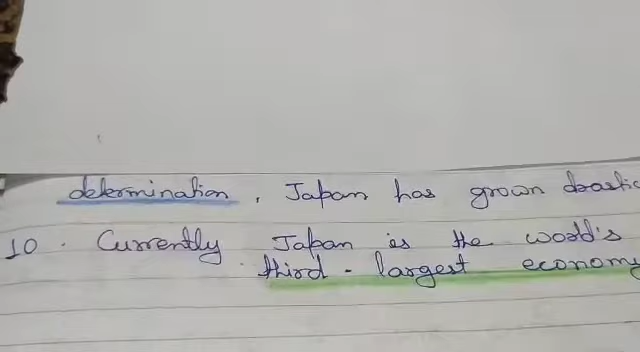 determination, Japan has grown drastic
10. Currently Japan is the world's
third-largest economy